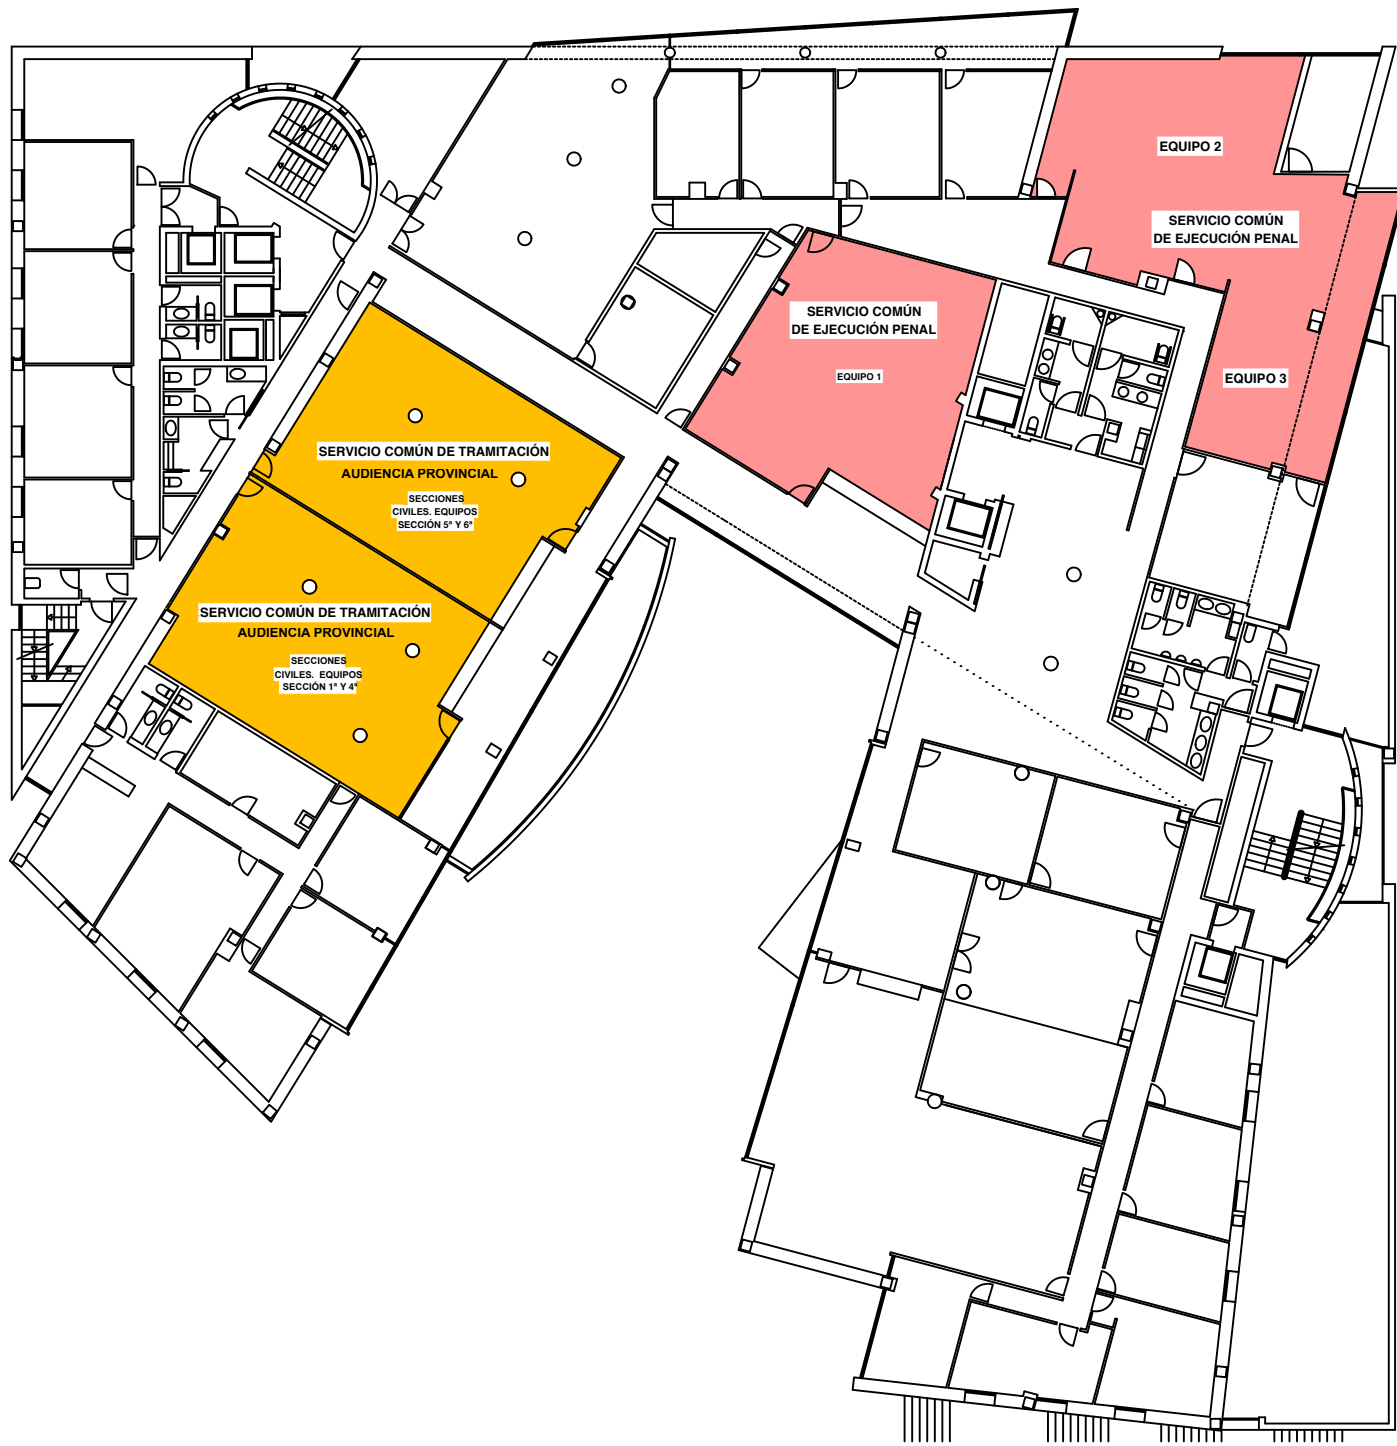 EQUIPO 2
SERVICIO COMÚN
DE EJECUCIÓN PENAL
EQUIPO 3
SERVICIO COMÚN
DE EJECUCIÓN PENAL
EQUIPO 1
SERVICIO COMÚN DE TRAMITACIÓN
AUDIENCIA PROVINCIAL
SECCIONES
CIVILES. EQUIPOS
SECCIÓN 5ª Y 6ª
SERVICIO COMÚN DE TRAMITACIÓN
AUDIENCIA PROVINCIAL
SECCIONES
CIVILES. EQUIPOS
SECCIÓN 1ª Y 4ª